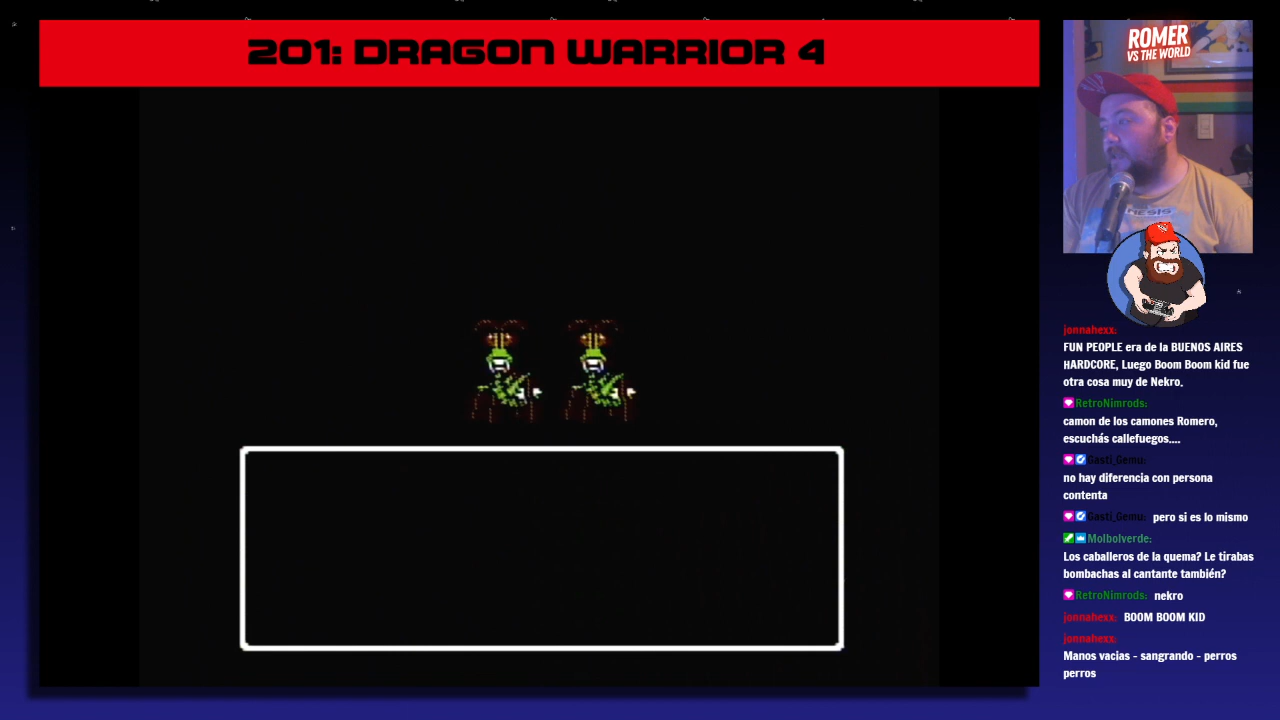 201: DRAGON WARRIOR 4
ROMER
VS THE WORLD
NESIS
jonnahexx:
FUN PEOPLE era de la BUENOS AIRES
HARDCORE, Luego Boom Boom kid fue
otra cosa muy de Nekro.
RetroNimrods:
camon de los camones Romero,
escuchás callefuegos....
Gasti_Gemu:
no hay diferencia con persona
contenta
Gasti_Gemu: pero si es lo mismo
Molbolverde:
Los caballeros de la quema? Le tirabas
bombachas al cantante también?
RetroNimrods: nekro
jonnahexx: BOOM BOOM KID
jonnahexx:
Manos vacias - sangrando - perros
perros